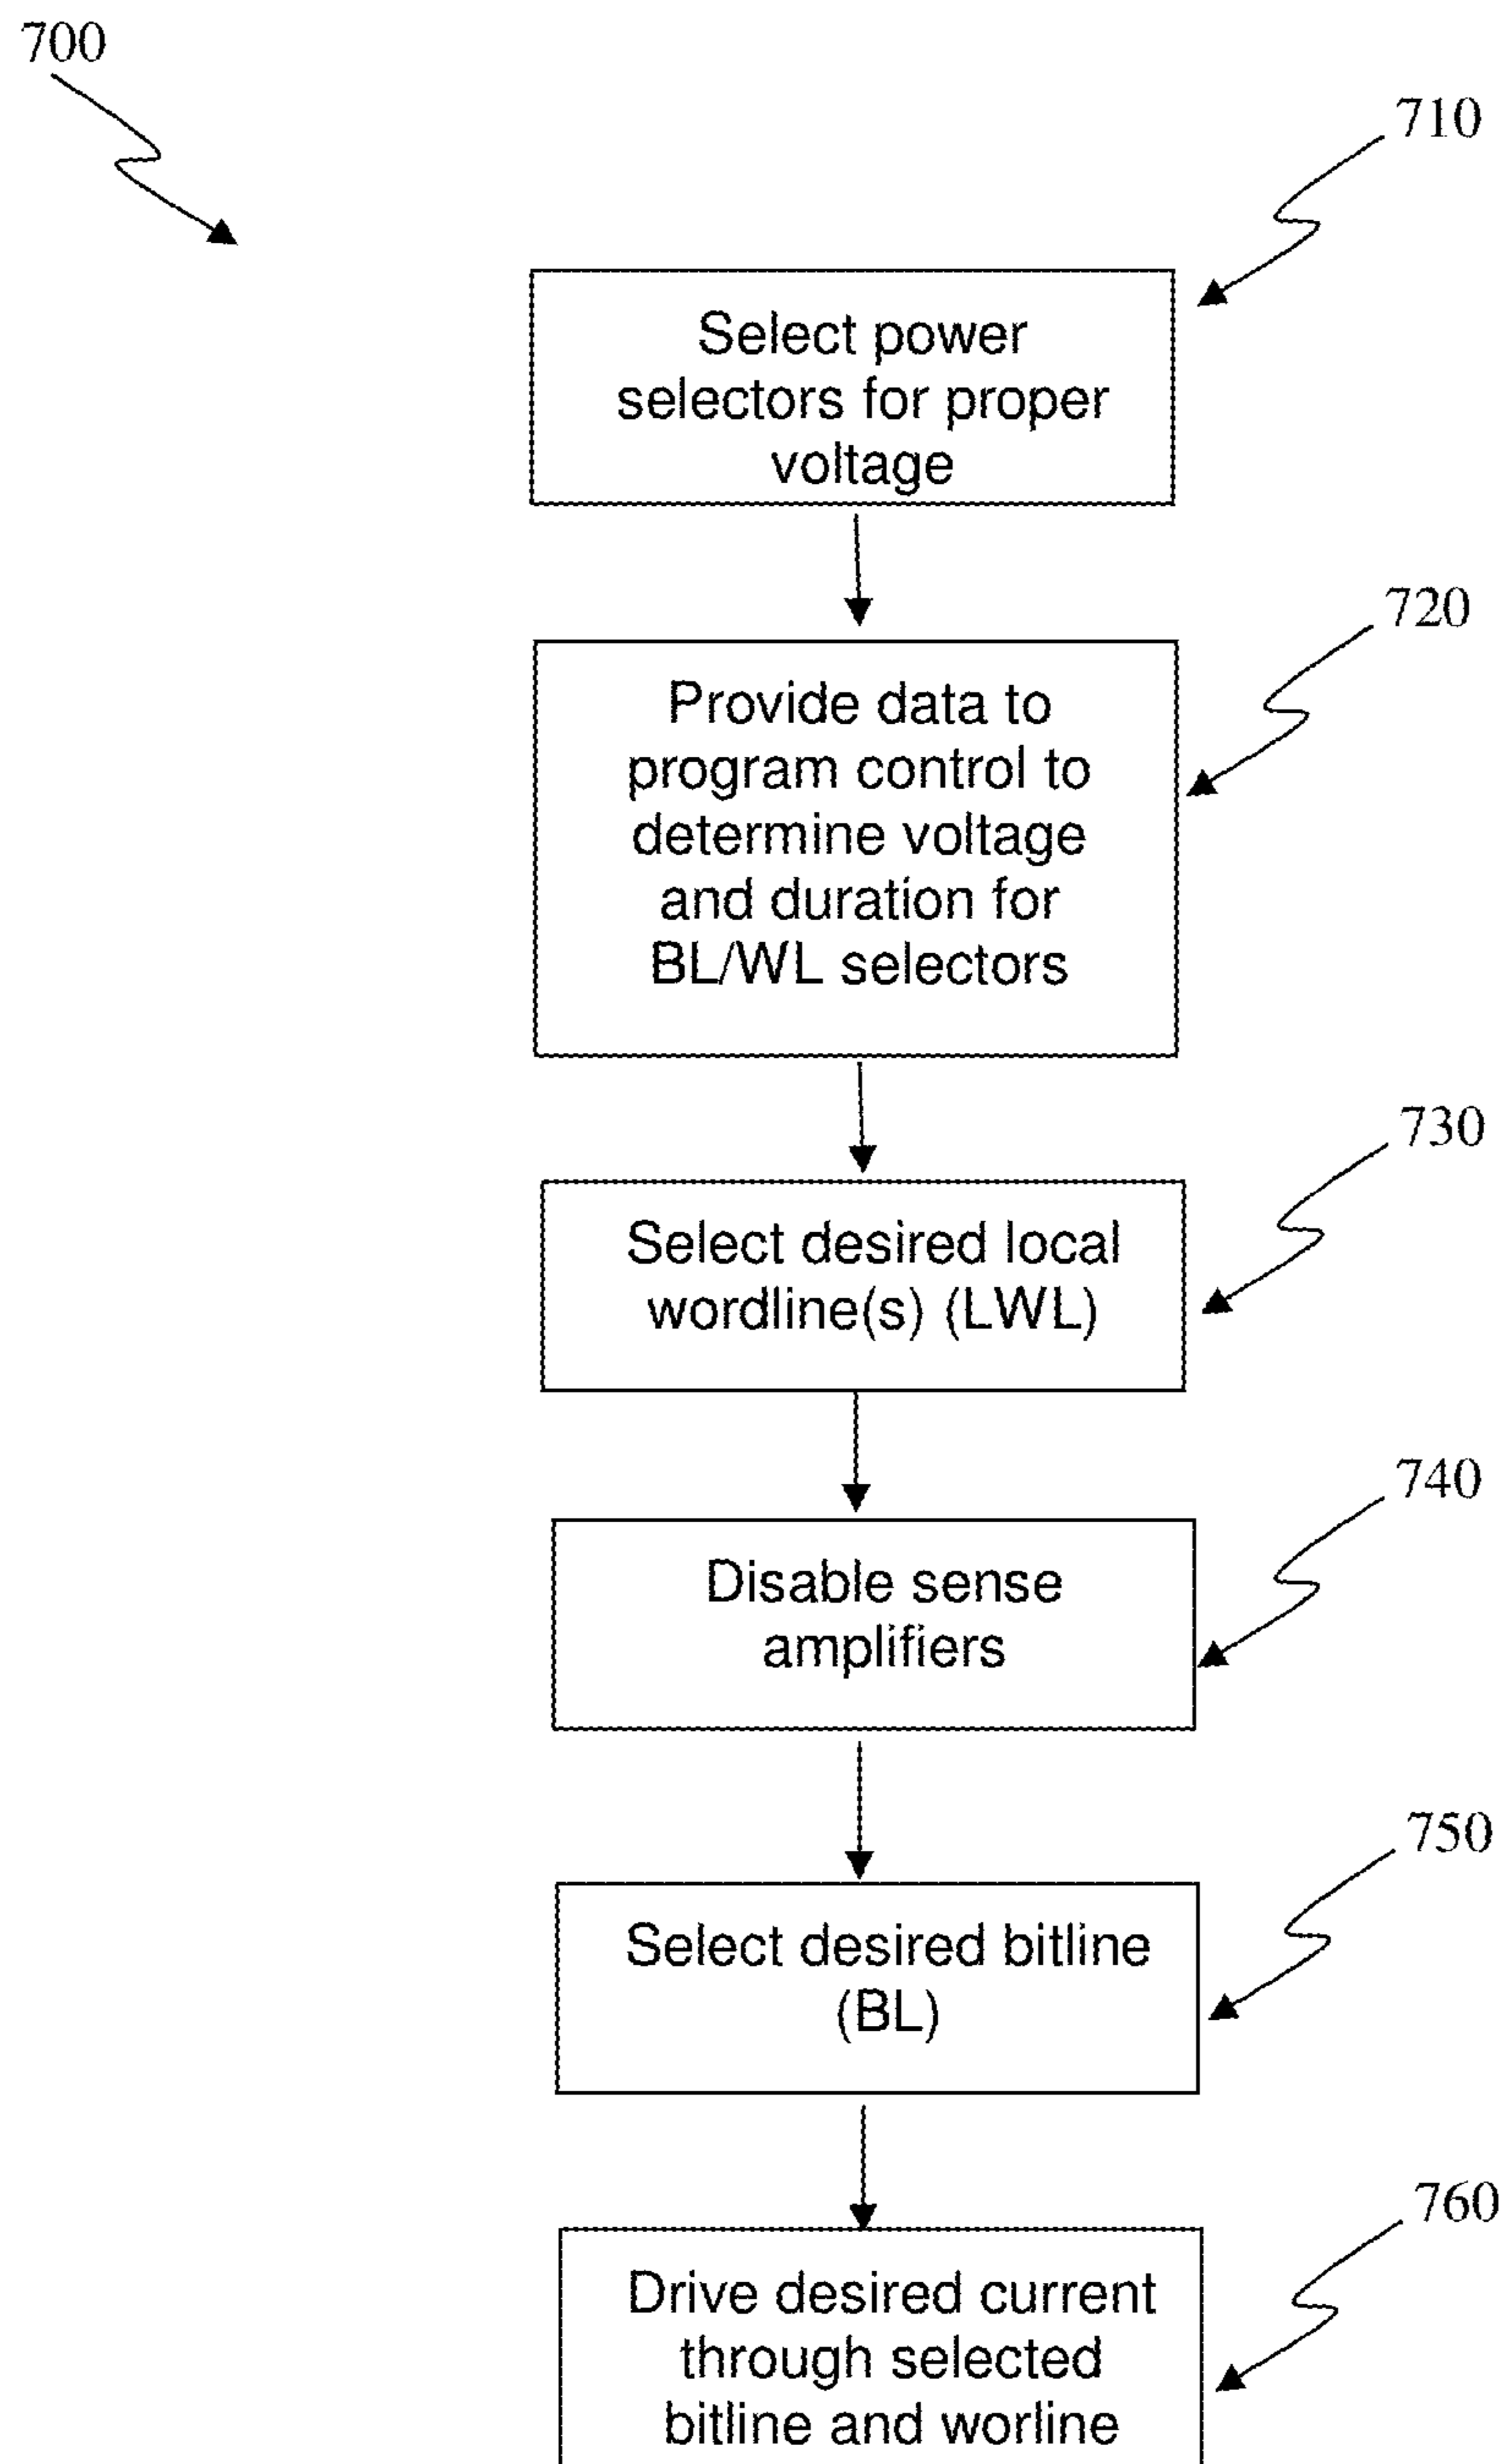 700
710
Select power
selectors for proper
voltage
720
Provide data to
program control to
determine voltage
and duration for
BL/WL selectors
730
Select desired local
wordline(s) (LWL)
740
Disable sense
amplifiers
750
Select desired bitline
(BL)
760
Drive desired current
through selected
bitline and worline